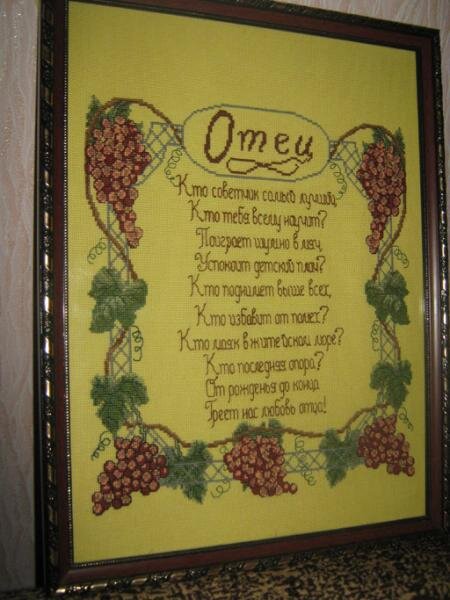 Отец
Кто советчик самый лучший,
Кто тебя всему научит?
Поиграет шумно в мяч,
Успокоит детский плач?
Кто поднимет выше всех,
Кто избавит от помех?
Кто маяк в житейском море?
Кто последняя опора?
От рожденья до конца
Греет нас любовь отца!